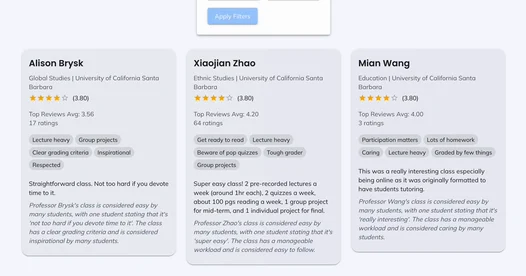 Apply Filters
Alison Brysk
Global Studies | University of California Santa
Barbara
(3.80)
Top Reviews Avg: 3.56
17 ratings
Lecture heavy
Group projects
Clear grading criteria
Inspirational
Respected
Straightforward class. Not too hard if you devote
time to it.
Professor Brysk's class is considered easy by
many students, with one student stating that it's
'not too hard if you devote time to it'. The class
has a clear grading criteria and is considered
inspirational by many students.
Xiaojian Zhao
Ethnic Studies | University of California Santa
Barbara
(3.80)
Top Reviews Avg: 4.20
64 ratings
Get ready to read
Lecture heavy
Beware of pop quizzes
Tough grader
Group projects
Super easy class! 2 pre-recorded lectures a
week (around 1hr each), 2 quizzes a week,
about 100 pgs reading a week, 1 group project
for mid-term, and 1 individual project for final.
Professor Zhao's class is considered easy by
many students, with one student stating that it's
'super easy'. The class has a manageable
workload and is considered easy to follow.
Mian Wang
Education | University of California Santa
Barbara
(3.80)
Top Reviews Avg: 4.00
3 ratings
Participation matters
Lots of homework
Caring
Lecture heavy
Graded by few things
This was a really interesting class especially
being online as it was originally formatted to
have students tutoring.
Professor Wang's class is considered easy by
many students, with one student stating that it's
'really interesting'. The class has a manageable
workload and is considered caring by many
students.